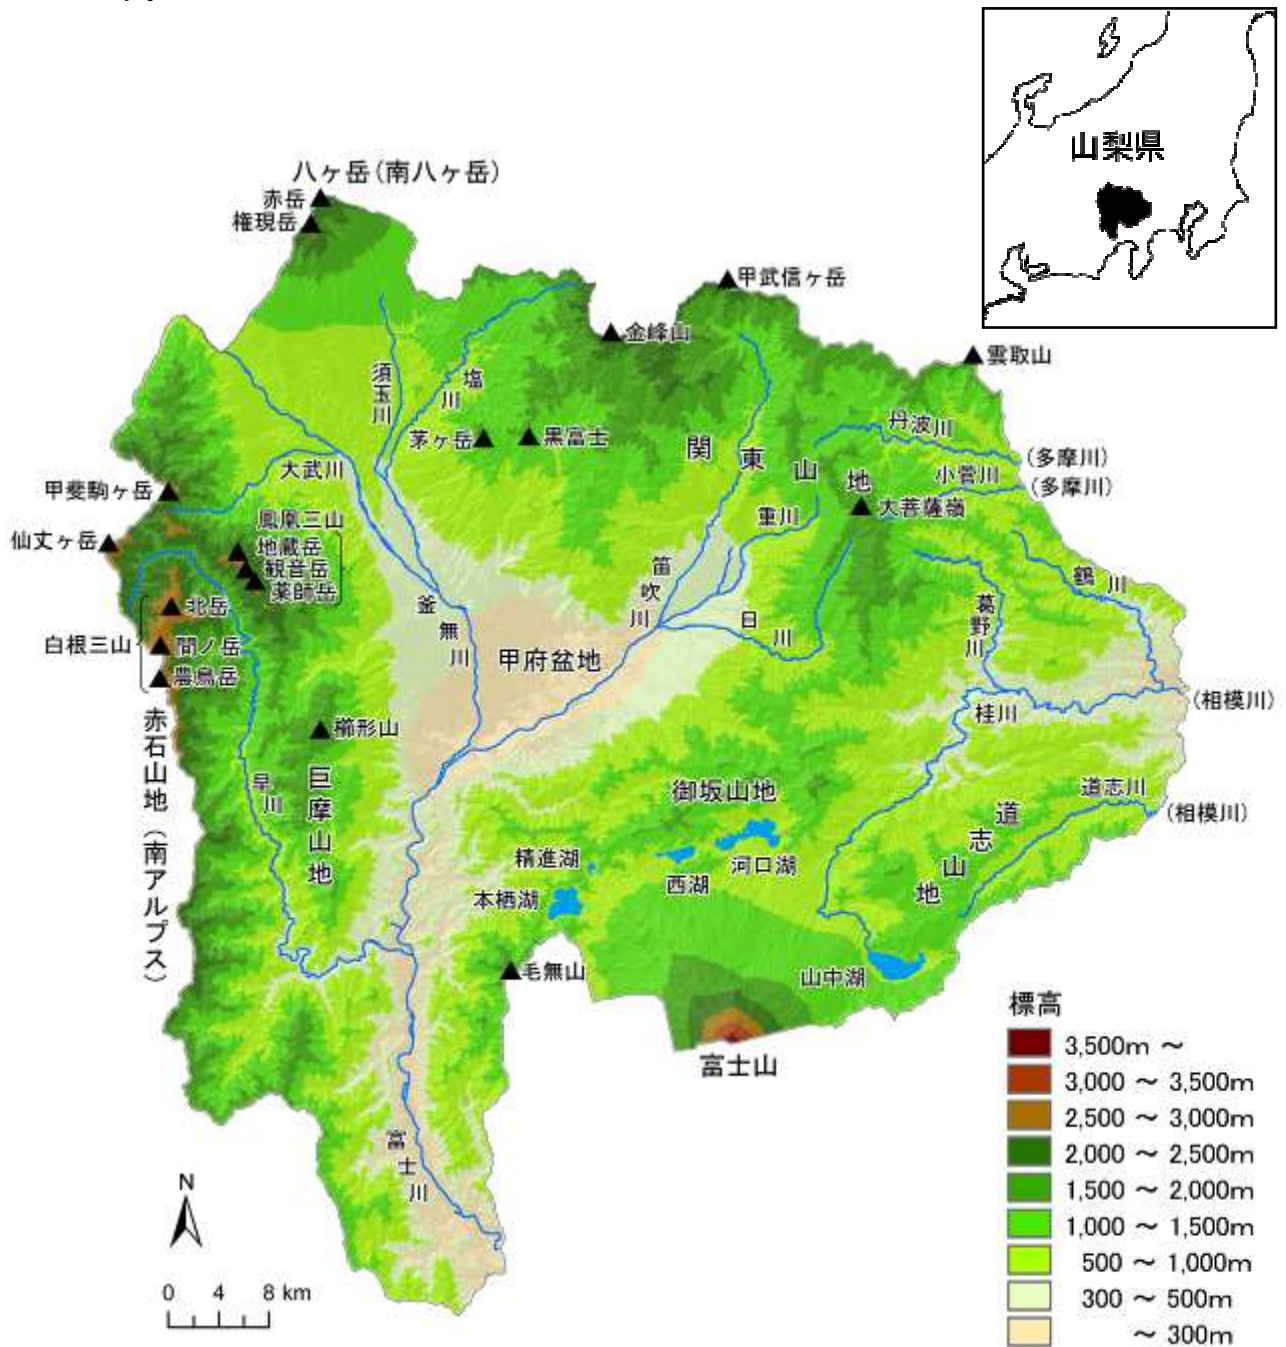 山梨県
八ヶ岳(南八ヶ岳)
赤岳
権現岳
甲武信ヶ岳
金峰山
雲取山
須玉川
塩川
茅ヶ岳
黒富士
関東山地
丹波川
(多摩川)
小菅川
(多摩川)
大菩薩嶺
大武川
甲斐駒ヶ岳
仙丈ヶ岳
鳳凰三山
地蔵岳
観音岳
薬師岳
北岳
白根三山
間ノ岳
農鳥岳
重川
笛吹川
日川
釜無川
甲府盆地
葛野川
鶴川
桂川
(相模川)
赤石山地(南アルプス)
櫛形山
巨摩山地
早川
御坂山地
道志川
(相模川)
道志山地
精進湖
西湖
河口湖
本栖湖
毛無山
山中湖
富士山
富士川
標高
3,500m ~
3,000 ~ 3,500m
2,500 ~ 3,000m
2,000 ~ 2,500m
1,500 ~ 2,000m
1,000 ~ 1,500m
500 ~ 1,000m
300 ~ 500m
~ 300m
N
0 4 8 km